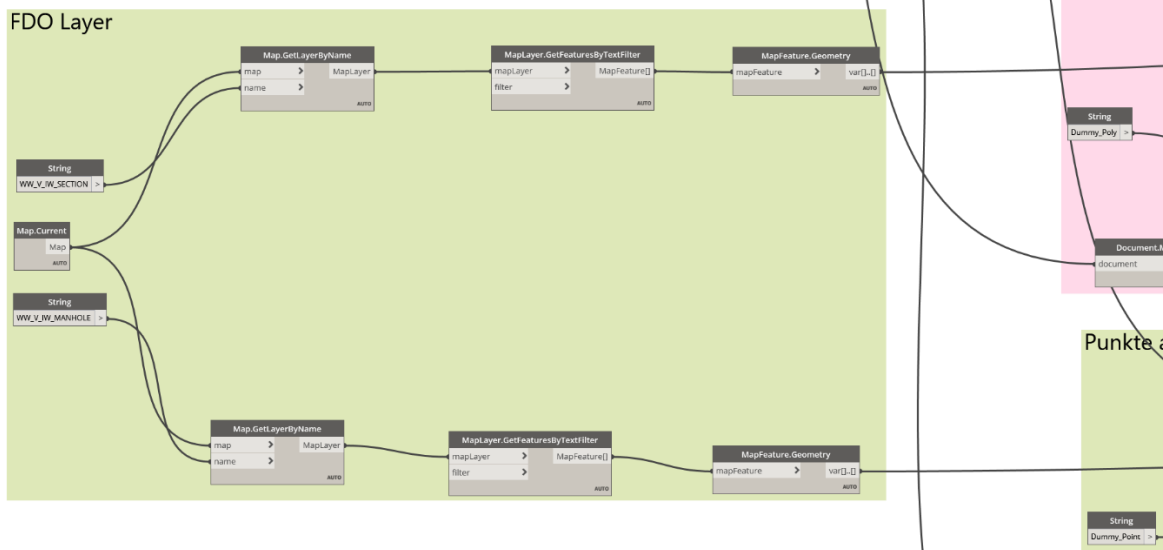 FDO Layer
Map.GetLayerByName
map > MapLayer
name >
AUTO
MapLayer.GetFeaturesByTextFilter
mapLayer > MapFeature[]
filter >
AUTO
MapFeature.Geometry
mapFeature > var[]..[]
AUTO
String
Dummy_Poly >
String
WW_V_IW_SECTION >
Map.Current
Map
AUTO
String
WW_V_IW_MANHOLE >
Document.M
document
Punkte a
Map.GetLayerByName
map > MapLayer
name >
AUTO
MapLayer.GetFeaturesByTextFilter
mapLayer > MapFeature[]
filter >
AUTO
MapFeature.Geometry
mapFeature > var[]..[]
AUTO
String
Dummy_Point >